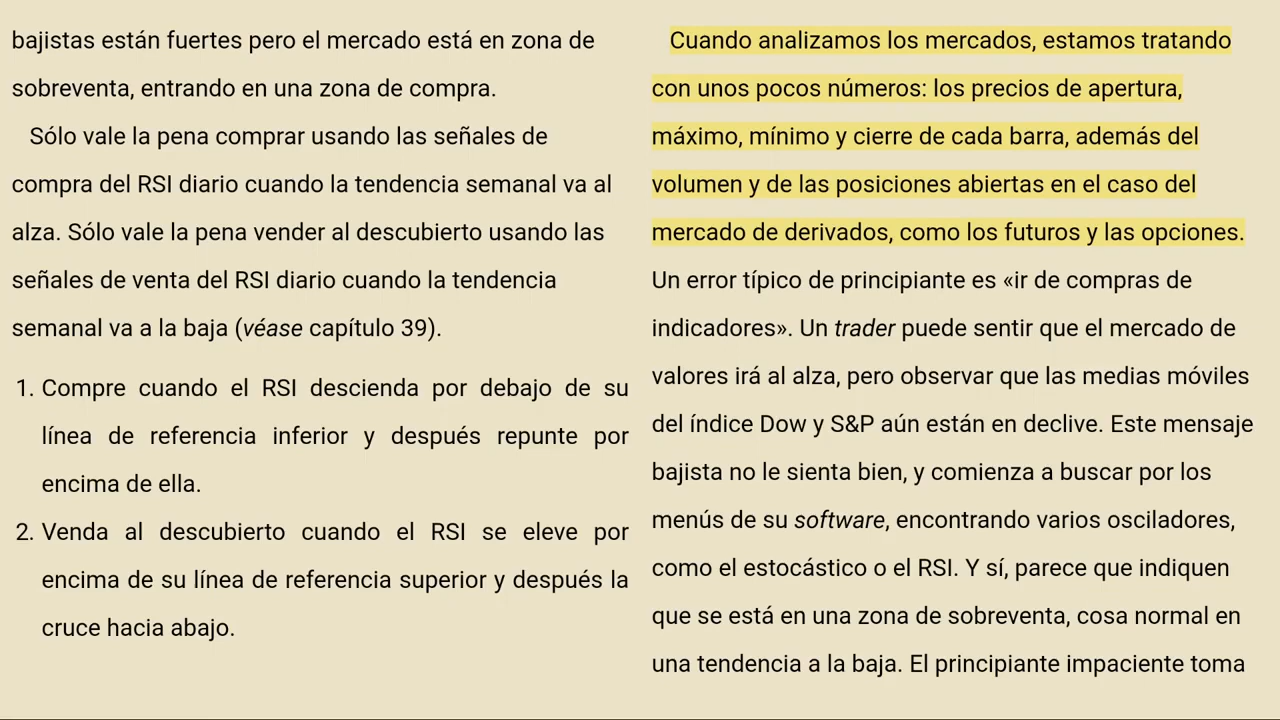 bajistas están fuertes pero el mercado está en zona de
sobreventa, entrando en una zona de compra.
Sólo vale la pena comprar usando las señales de
compra del RSI diario cuando la tendencia semanal va al
alza. Sólo vale la pena vender al descubierto usando las
señales de venta del RSI diario cuando la tendencia
semanal va a la baja (véase capítulo 39).
1. Compre cuando el RSI descienda por debajo de su
línea de referencia inferior y después repunte por
encima de ella.
2. Venda al descubierto cuando el RSI se eleve por
encima de su línea de referencia superior y después la
cruce hacia abajo.
Cuando analizamos los mercados, estamos tratando
con unos pocos números: los precios de apertura,
máximo, mínimo y cierre de cada barra, además del
volumen y de las posiciones abiertas en el caso del
mercado de derivados, como los futuros y las opciones.
Un error típico de principiante es «ir de compras de
indicadores». Un trader puede sentir que el mercado de
valores irá al alza, pero observar que las medias móviles
del índice Dow y S&P aún están en declive. Este mensaje
bajista no le sienta bien, y comienza a buscar por los
menús de su software, encontrando varios osciladores,
como el estocástico o el RSI. Y sí, parece que indiquen
que se está en una zona de sobreventa, cosa normal en
una tendencia a la baja. El principiante impaciente toma